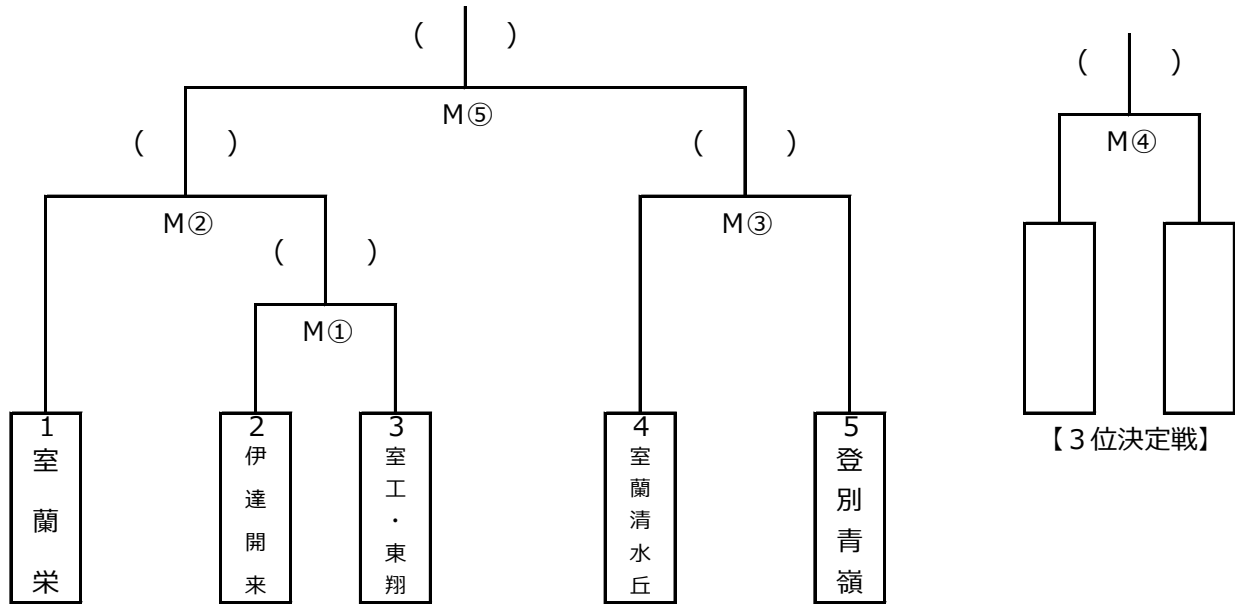 (　　)
(　　)
M⑤
M④
(　　)
(　　)
M②
M③
(　　)
M①
1
室蘭栄
2
伊達開来
3
室工・東翔
4
室蘭清水丘
5
登別青嶺
【3位決定戦】